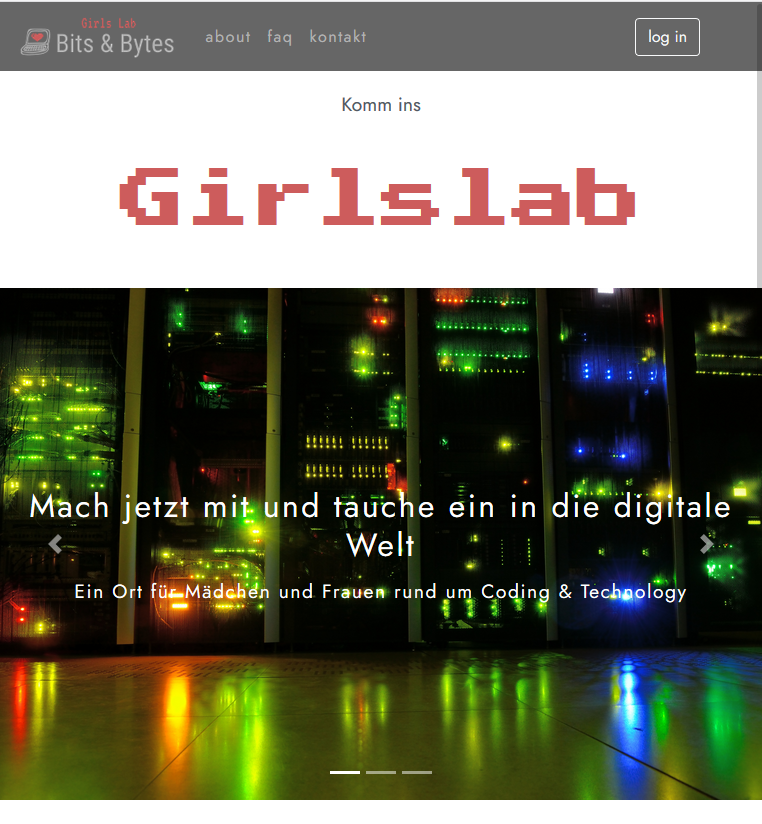 Girls Lab
Bits & Bytes
about faq kontakt
log in
Komm ins
Girlslab
Mach jetzt mit und tauche ein in die digitale
Welt
Ein Ort für Mädchen und Frauen rund um Coding & Technology